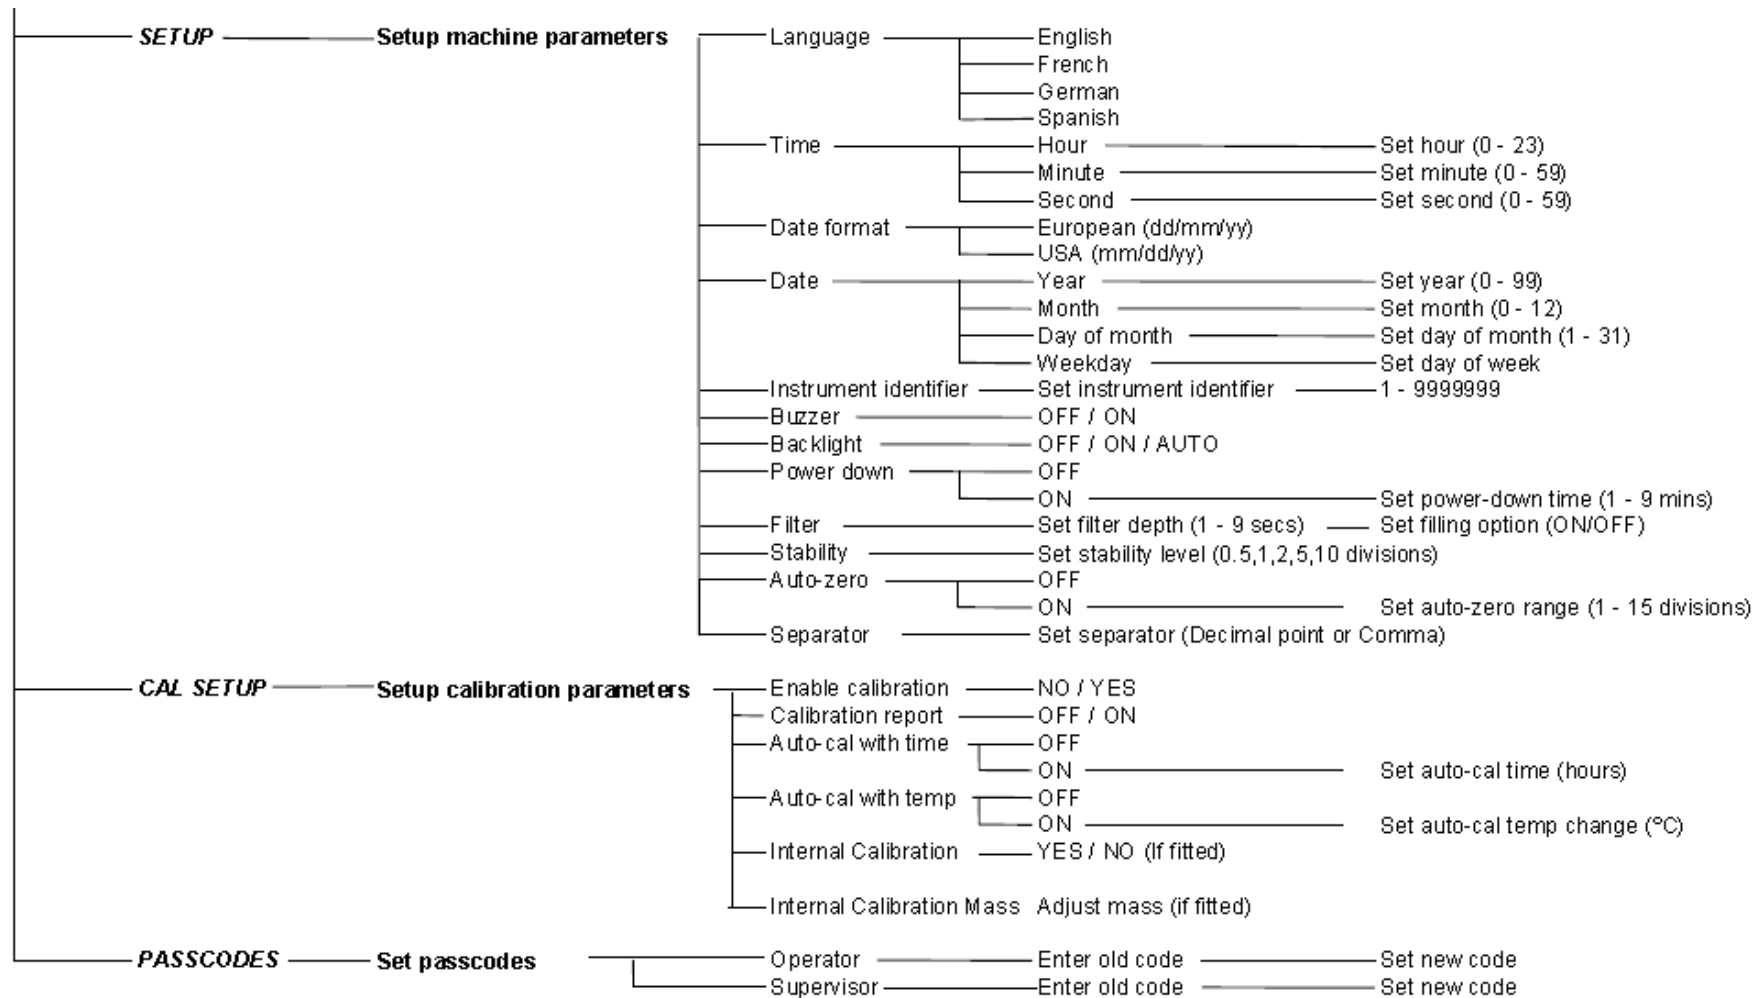 SETUP Setup machine parameters Language English
French
German
Spanish
Time Hour Set hour (0 - 23)
Minute Set minute (0 - 59)
Second Set second (0 - 59)
Date format European (dd/mm/yy)
USA (mm/dd/yy)
Date Year Set year (0 - 99)
Month Set month (0 - 12)
Day of month Set day of month (1 - 31)
Weekday Set day of week
Instrument identifier Set instrument identifier 1 - 9999999
Buzzer OFF / ON
Backlight OFF / ON / AUTO
Power down OFF
ON Set power-down time (1 - 9 mins)
Filter Set filter depth (1 - 9 secs) Set filling option (ON/OFF)
Stability Set stability level (0.5,1,2,5,10 divisions)
Auto-zero OFF
ON Set auto-zero range (1 - 15 divisions)
Separator Set separator (Decimal point or Comma)
CAL SETUP Setup calibration parameters Enable calibration NO / YES
Calibration report OFF / ON
Auto-cal with time OFF
ON Set auto-cal time (hours)
Auto-cal with temp OFF
ON Set auto-cal temp change (ºC)
Internal Calibration YES / NO (If fitted)
Internal Calibration Mass Adjust mass (if fitted)
PASSCODES Set passcodes Operator Enter old code Set new code
Supervisor Enter old code Set new code